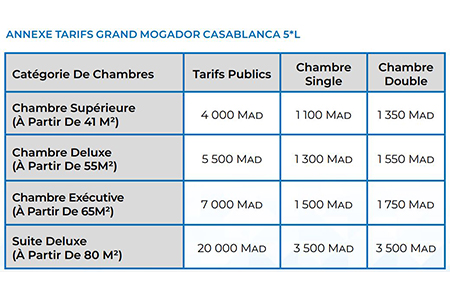 ANNEXE TARIFS GRAND MOGADOR CASABLANCA 5*L
Catégorie De Chambres Tarifs Publics Chambre Single Chambre Double
Chambre Supérieure (À Partir De 41 M²) 4 000 MAD 1 100 MAD 1 350 MAD
Chambre Deluxe (À Partir De 55M²) 5 500 MAD 1 300 MAD 1 550 MAD
Chambre Exécutive (À Partir De 65M²) 7 000 MAD 1 500 MAD 1 750 MAD
Suite Deluxe (À Partir De 80 M²) 20 000 MAD 3 500 MAD 3 500 MAD